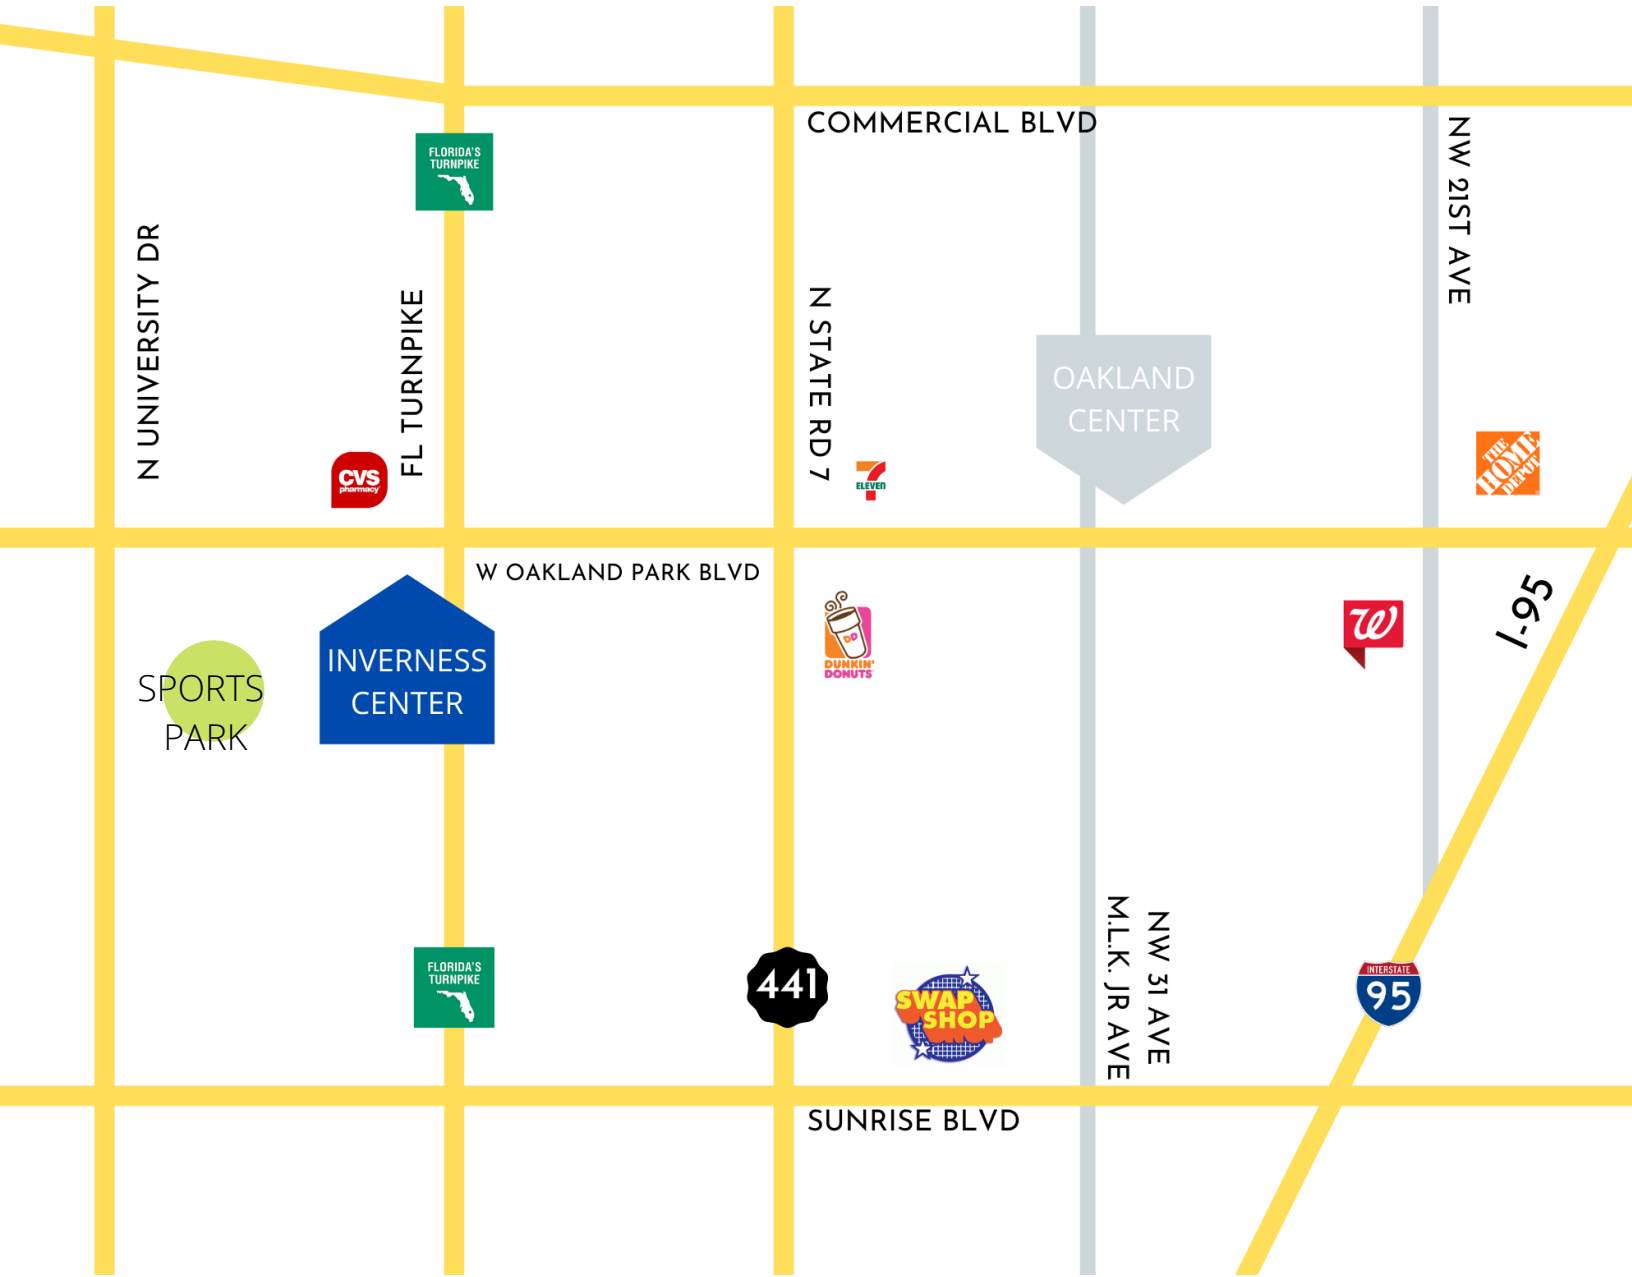 COMMERCIAL BLVD
FLORIDA'S
TURNPIKE
NW 21ST AVE
N UNIVERSITY DR
FL TURNPIKE
N STATE RD 7
OAKLAND
CENTER
CVS
pharmacy
7
ELEVEN
THE
HOME
DEPOT
W OAKLAND PARK BLVD
I-95
DD
DUNKIN'
DONUTS
W
INVERNESS
CENTER
SPORTS
PARK
M.L.K. JR AVE
NW 31 AVE
FLORIDA'S
TURNPIKE
441
SWAP
SHOP
INTERSTATE
95
SUNRISE BLVD